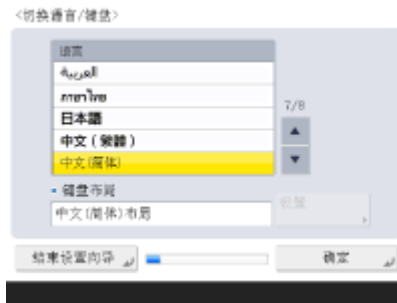 <切换语言/键盘>
语言
العربية
ภาษาไทย
日本語
7/8
中文 ( 繁體 )
中文(简体)
键盘布局
设置
中文(简体)布局
结束设置向导
确定